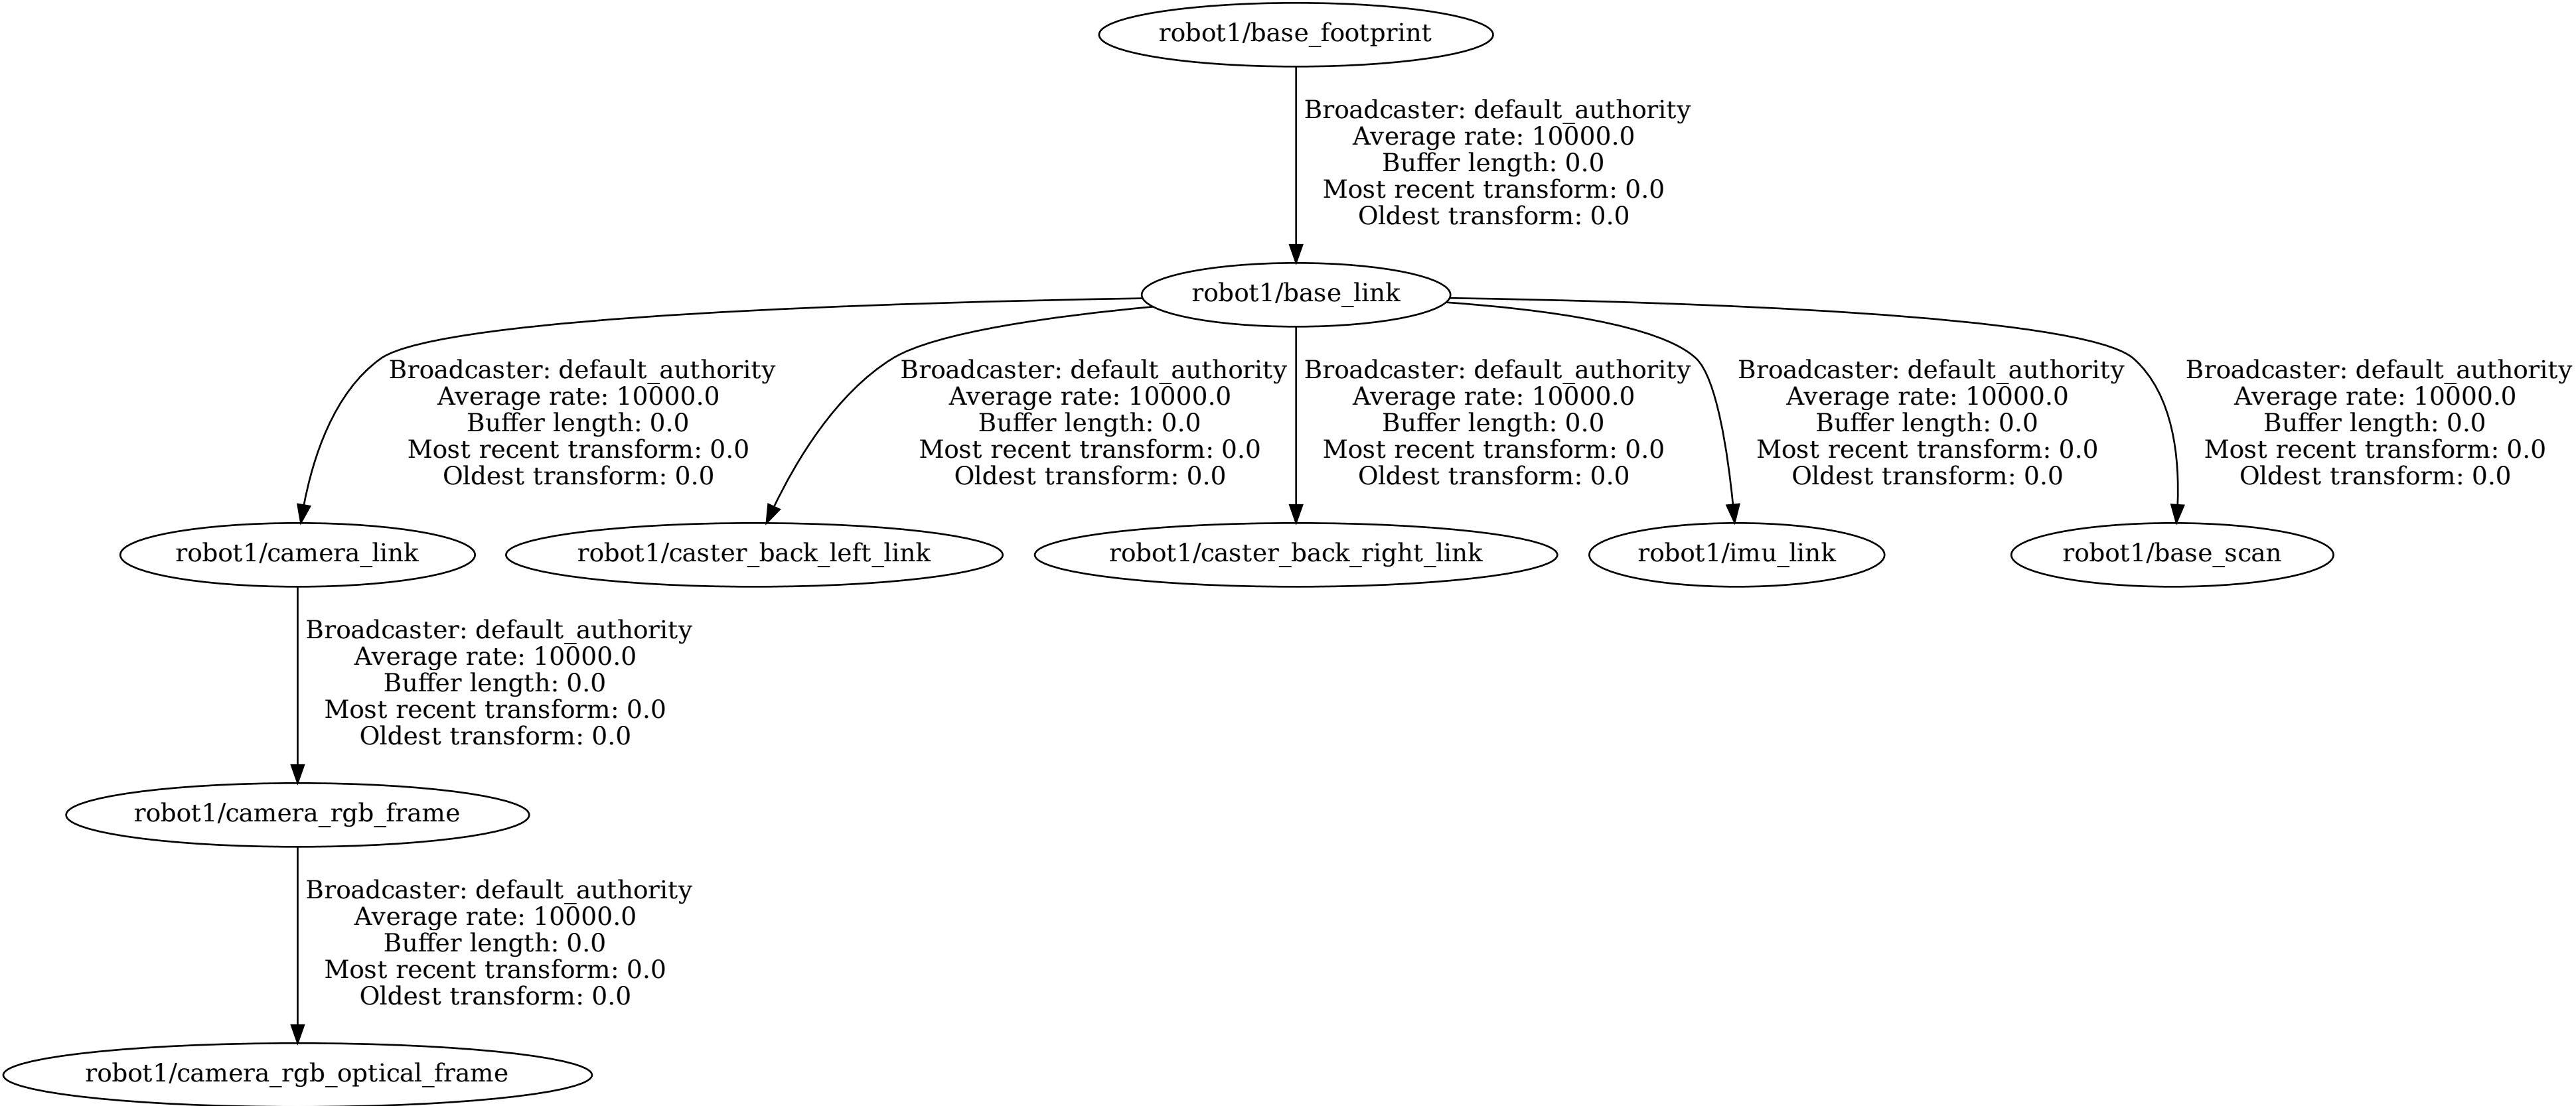 robot1/base_footprint
Broadcaster: default_authority
Average rate: 10000.0
Buffer length: 0.0
Most recent transform: 0.0
Oldest transform: 0.0
robot1/base_link
Broadcaster: default_authority
Average rate: 10000.0
Buffer length: 0.0
Most recent transform: 0.0
Oldest transform: 0.0
Broadcaster: default_authority
Average rate: 10000.0
Buffer length: 0.0
Most recent transform: 0.0
Oldest transform: 0.0
Broadcaster: default_authority
Average rate: 10000.0
Buffer length: 0.0
Most recent transform: 0.0
Oldest transform: 0.0
Broadcaster: default_authority
Average rate: 10000.0
Buffer length: 0.0
Most recent transform: 0.0
Oldest transform: 0.0
Broadcaster: default_authority
Average rate: 10000.0
Buffer length: 0.0
Most recent transform: 0.0
Oldest transform: 0.0
robot1/camera_link
robot1/caster_back_left_link
robot1/caster_back_right_link
robot1/imu_link
robot1/base_scan
Broadcaster: default_authority
Average rate: 10000.0
Buffer length: 0.0
Most recent transform: 0.0
Oldest transform: 0.0
robot1/camera_rgb_frame
Broadcaster: default_authority
Average rate: 10000.0
Buffer length: 0.0
Most recent transform: 0.0
Oldest transform: 0.0
robot1/camera_rgb_optical_frame